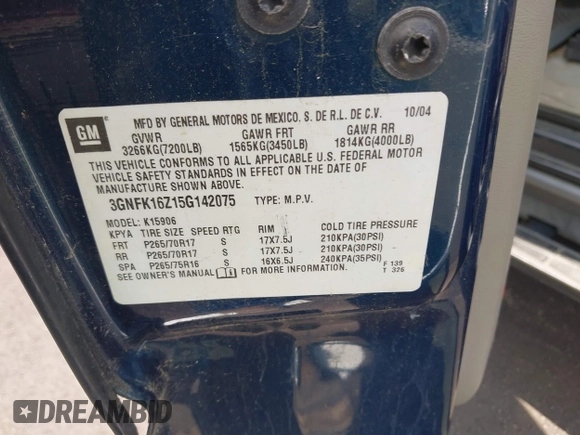 GM
MFD BY GENERAL MOTORS DE MEXICO. S. DE R.L. DE C.V. 10/04
GVWR GAWR FRT GAWR RR
3266KG(7200LB) 1565KG(3450LB) 1814KG(4000LB)
THIS VEHICLE CONFORMS TO ALL APPLICABLE U.S. FEDERAL MOTOR
VEHICLE SAFETY STANDARDS IN EFFECT ON THE DATE OF
MANUFACTURE SHOWN ABOVE.
3GNFK16Z15G142075 TYPE: M.P.V.
MODEL: K15906
KPYA TIRE SIZE SPEED RTG RIM COLD TIRE PRESSURE
FRT P265/70R17 S 17X7.5J 210KPA(30PSI)
RR P265/70R17 S 17X7.5J 210KPA(30PSI)
SPA P265/75R16 S 16X6.5J 240KPA(35PSI)
SEE OWNER'S MANUAL FOR MORE INFORMATION. F 139
T 326
DREAMBID